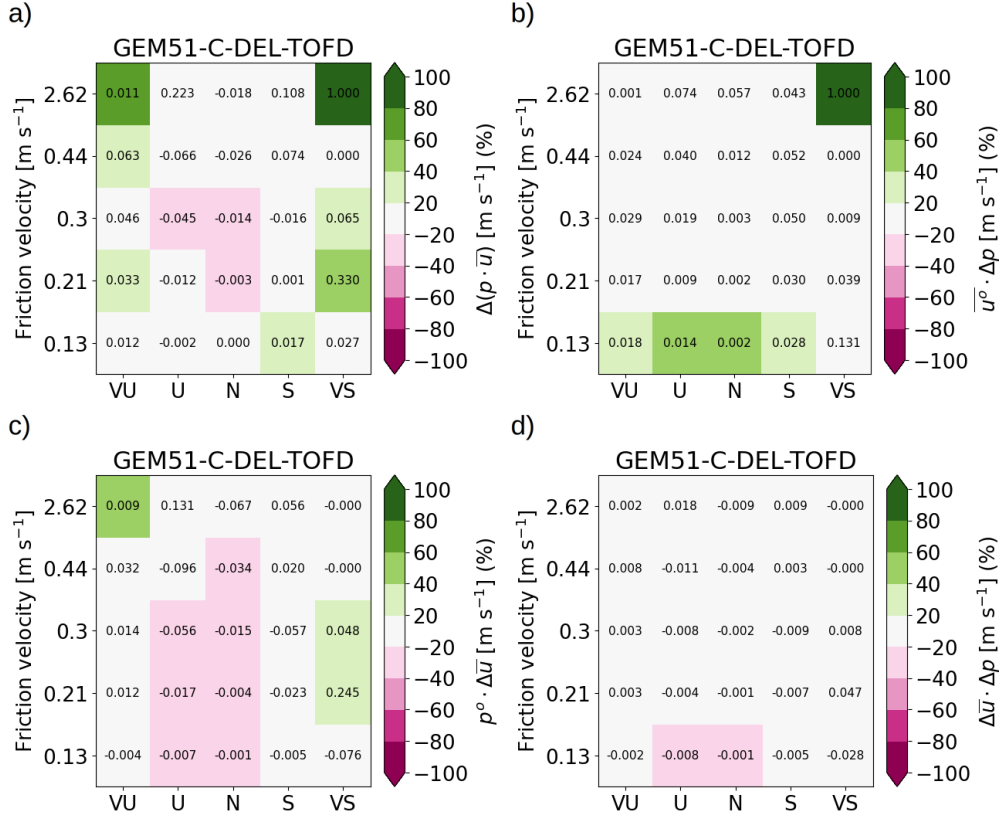 a)
GEM51-C-DEL-TOFD
Friction velocity [m s⁻¹]
2.62 0.011 0.223 -0.018 0.108 1.000
0.44 0.063 -0.066 -0.026 0.074 0.000
0.3 0.046 -0.045 -0.014 -0.016 0.065
0.21 0.033 -0.012 -0.003 0.001 0.330
0.13 0.012 -0.002 0.000 0.017 0.027
VU U N S VS
100
80
60
40
20
−20
−40
−60
−80
−100
Δ(p · u̅) [m s⁻¹] (%)
b)
GEM51-C-DEL-TOFD
Friction velocity [m s⁻¹]
2.62 0.001 0.074 0.057 0.043 1.000
0.44 0.024 0.040 0.012 0.052 0.000
0.3 0.029 0.019 0.003 0.050 0.009
0.21 0.017 0.009 0.002 0.030 0.039
0.13 0.018 0.014 0.002 0.028 0.131
VU U N S VS
100
80
60
40
20
−20
−40
−60
−80
−100
u̅ᵒ̅ · Δp [m s⁻¹] (%)
c)
GEM51-C-DEL-TOFD
Friction velocity [m s⁻¹]
2.62 0.009 0.131 -0.067 0.056 -0.000
0.44 0.032 -0.096 -0.034 0.020 -0.000
0.3 0.014 -0.056 -0.015 -0.057 0.048
0.21 0.012 -0.017 -0.004 -0.023 0.245
0.13 -0.004 -0.007 -0.001 -0.005 -0.076
VU U N S VS
100
80
60
40
20
−20
−40
−60
−80
−100
pᵒ · Δu̅ [m s⁻¹] (%)
d)
GEM51-C-DEL-TOFD
Friction velocity [m s⁻¹]
2.62 0.002 0.018 -0.009 0.009 -0.000
0.44 0.008 -0.011 -0.004 0.003 -0.000
0.3 0.003 -0.008 -0.002 -0.009 0.008
0.21 0.003 -0.004 -0.001 -0.007 0.047
0.13 -0.002 -0.008 -0.001 -0.005 -0.028
VU U N S VS
100
80
60
40
20
−20
−40
−60
−80
−100
Δu̅ · Δp [m s⁻¹] (%)